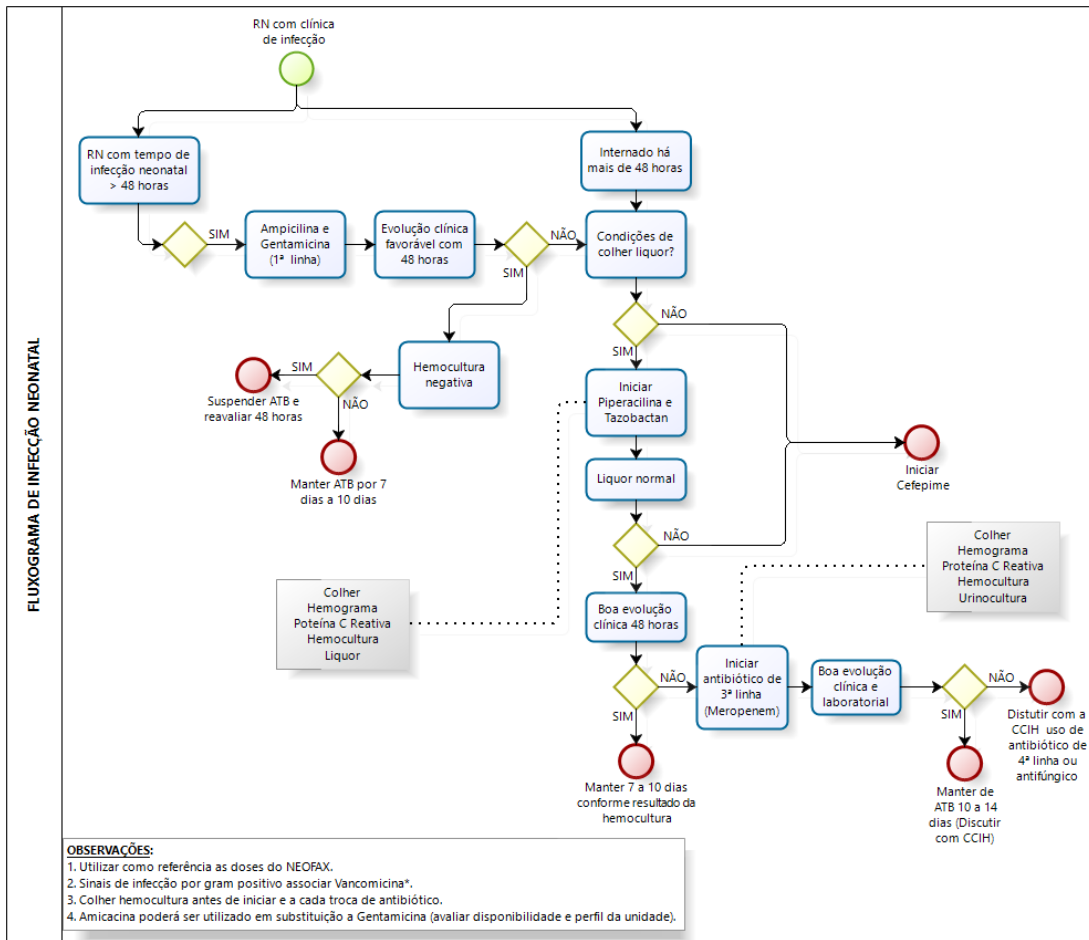 FLUXOGRAMA DE INFECÇÃO NEONATAL
RN com clínica
de infecção
RN com tempo de
infecção neonatal
> 48 horas
Internado há
mais de 48 horas
SIM
Ampicilina e
Gentamicina
(1ª linha)
Evolução clínica
favorável com
48 horas
NÃO
SIM
Condições de
colher liquor?
NÃO
SIM
Hemocultura
negativa
SIM
NÃO
Suspender ATB e
reavaliar 48 horas
Manter ATB por 7
dias a 10 dias
Iniciar
Piperacilina e
Tazobactan
Iniciar
Cefepime
Liquor normal
NÃO
SIM
Colher
Hemograma
Proteína C Reativa
Hemocultura
Urinocultura
Colher
Hemograma
Poteína C Reativa
Hemocultura
Liquor
Boa evolução
clínica 48 horas
NÃO
SIM
Iniciar
antibiótico de
3ª linha
(Meropenem)
Boa evolução
clínica e
laboratorial
NÃO
SIM
Distutir com a
CCIH uso de
antibiótico de
4ª linha ou
antifúngico
Manter 7 a 10 dias
conforme resultado da
hemocultura
Manter de
ATB 10 a 14
dias (Discutir
com CCIH)
OBSERVAÇÕES:
1. Utilizar como referência as doses do NEOFAX.
2. Sinais de infecção por gram positivo associar Vancomicina*.
3. Colher hemocultura antes de iniciar e a cada troca de antibiótico.
4. Amicacina poderá ser utilizado em substituição a Gentamicina (avaliar disponibilidade e perfil da unidade).